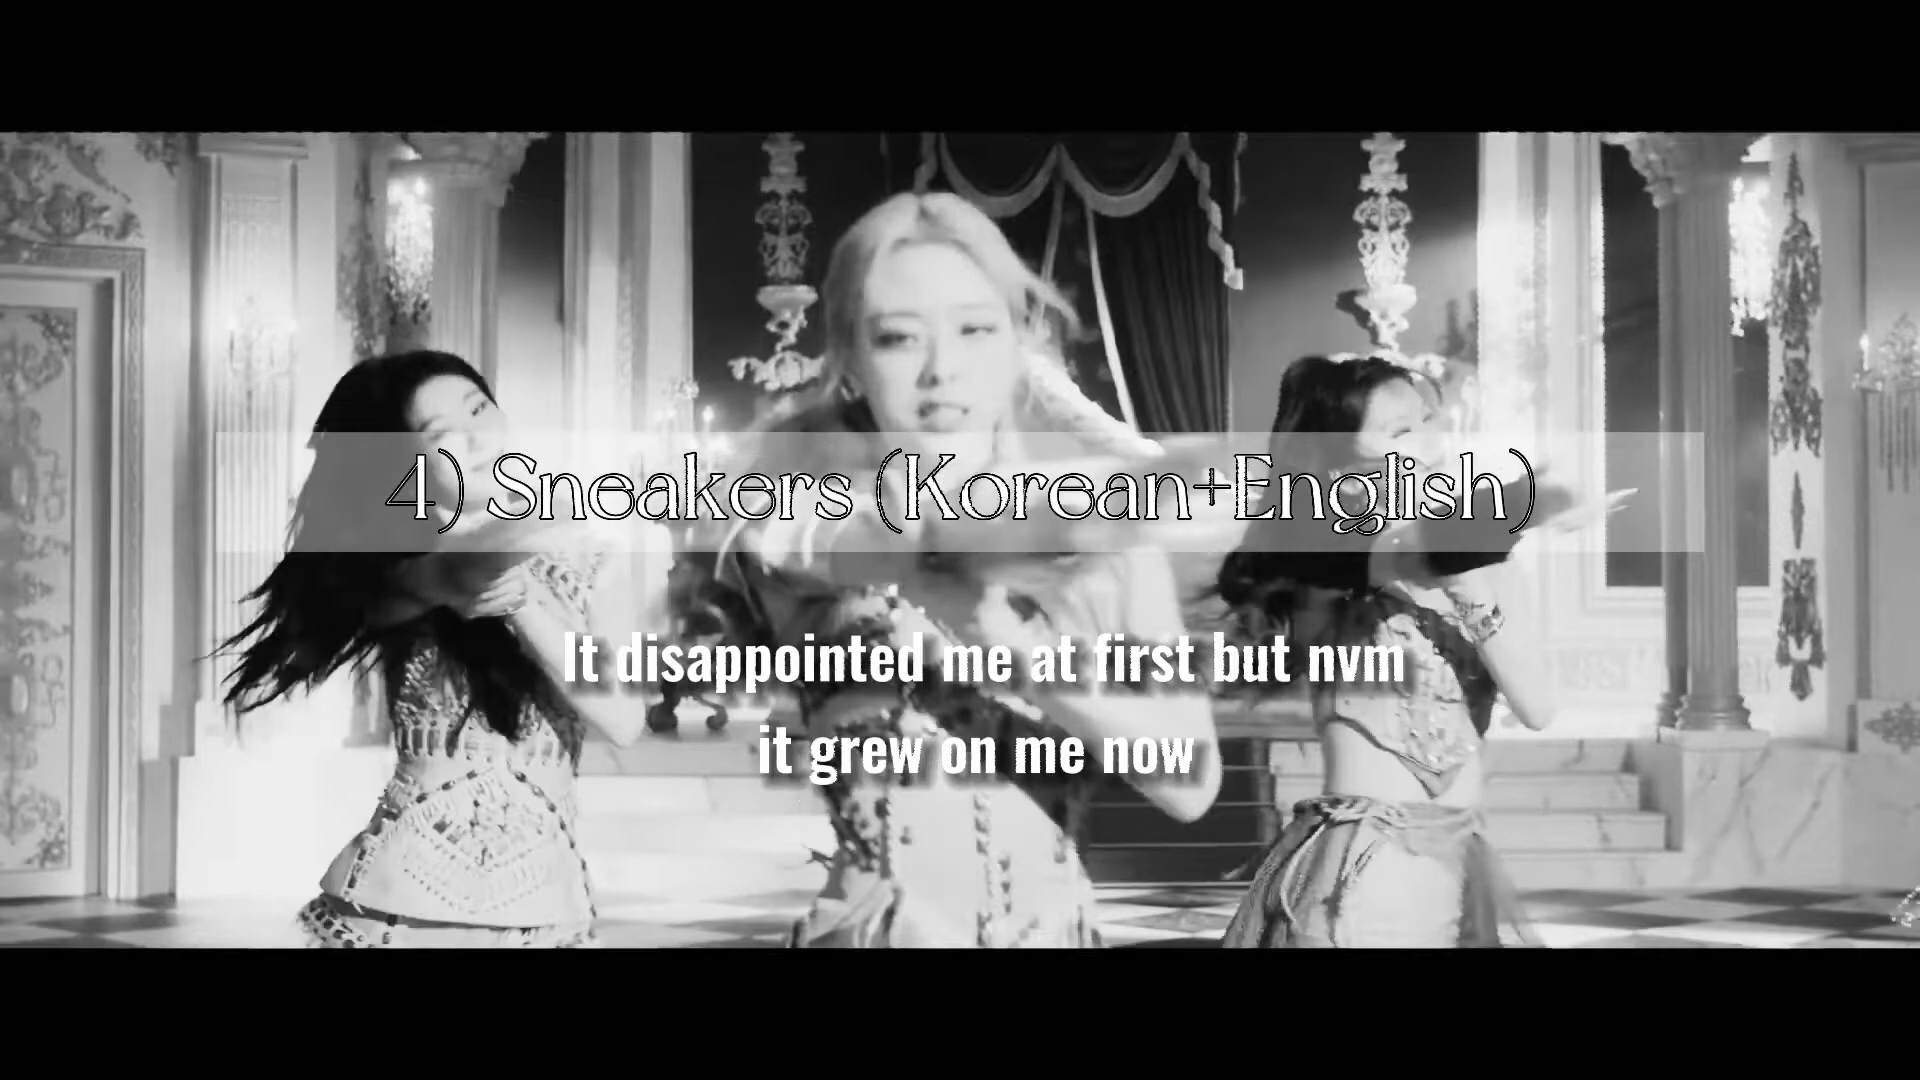 4) Sneakers (Korean+English)
It disappointed me at first but nvm
it grew on me now